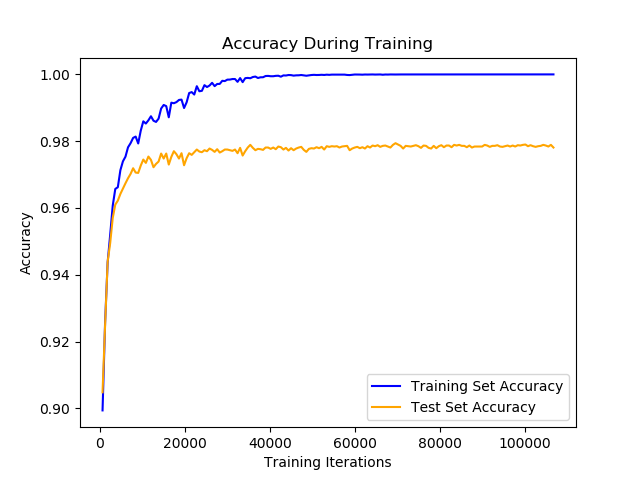 Accuracy During Training
1.00
0.98
0.96
0.94
0.92
0.90
Accuracy
Training Set Accuracy
Test Set Accuracy
0 20000 40000 60000 80000 100000
Training Iterations